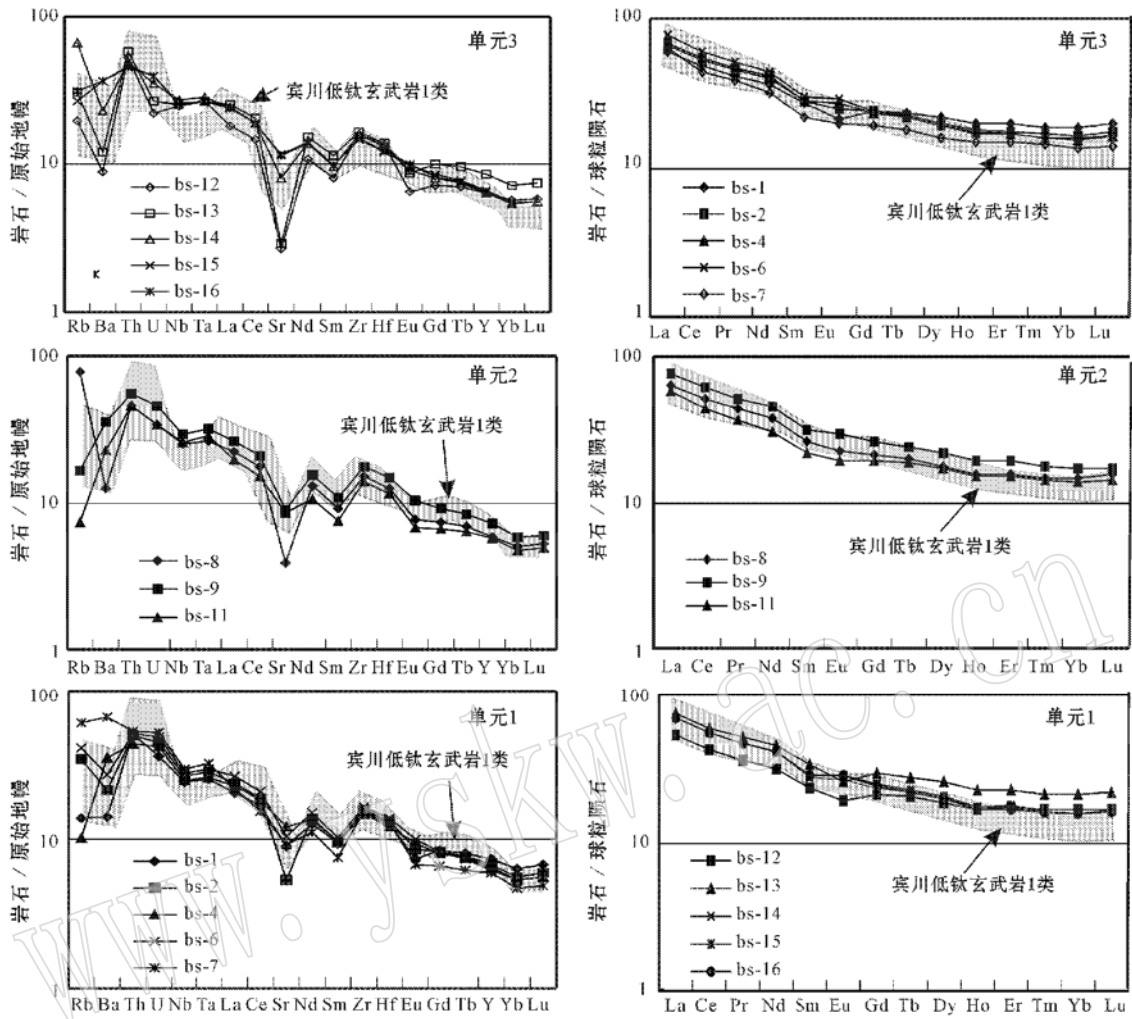 100
单元3
宾川低钛玄武岩1类
岩石 / 原始地幔
10
bs-12
bs-13
bs-14
bs-15
bs-16
1
Rb Ba Th U Nb Ta La Ce Sr Nd Sm Zr Hf Eu Gd Tb Y Yb Lu
100
单元3
岩石 / 球粒陨石
10
bs-1
bs-2
bs-4
bs-6
bs-7
宾川低钛玄武岩1类
1
La Ce Pr Nd Sm Eu Gd Tb Dy Ho Er Tm Yb Lu
100
单元2
宾川低钛玄武岩1类
岩石 / 原始地幔
10
bs-8
bs-9
bs-11
1
Rb Ba Th U Nb Ta La Ce Sr Nd Sm Zr Hf Eu Gd Tb Y Yb Lu
100
单元2
岩石 / 球粒陨石
10
宾川低钛玄武岩1类
bs-8
bs-9
bs-11
1
La Ce Pr Nd Sm Eu Gd Tb Dy Ho Er Tm Yb Lu
100
单元1
宾川低钛玄武岩1类
岩石 / 原始地幔
10
bs-1
bs-2
bs-4
bs-6
bs-7
1
Rb Ba Th U Nb Ta La Ce Sr Nd Sm Zr Hf Eu Gd Tb Y Yb Lu
100
单元1
岩石 / 球粒陨石
10
宾川低钛玄武岩1类
bs-12
bs-13
bs-14
bs-15
bs-16
1
La Ce Pr Nd Sm Eu Gd Tb Dy Ho Er Tm Yb Lu
www.yskw.ac.cn